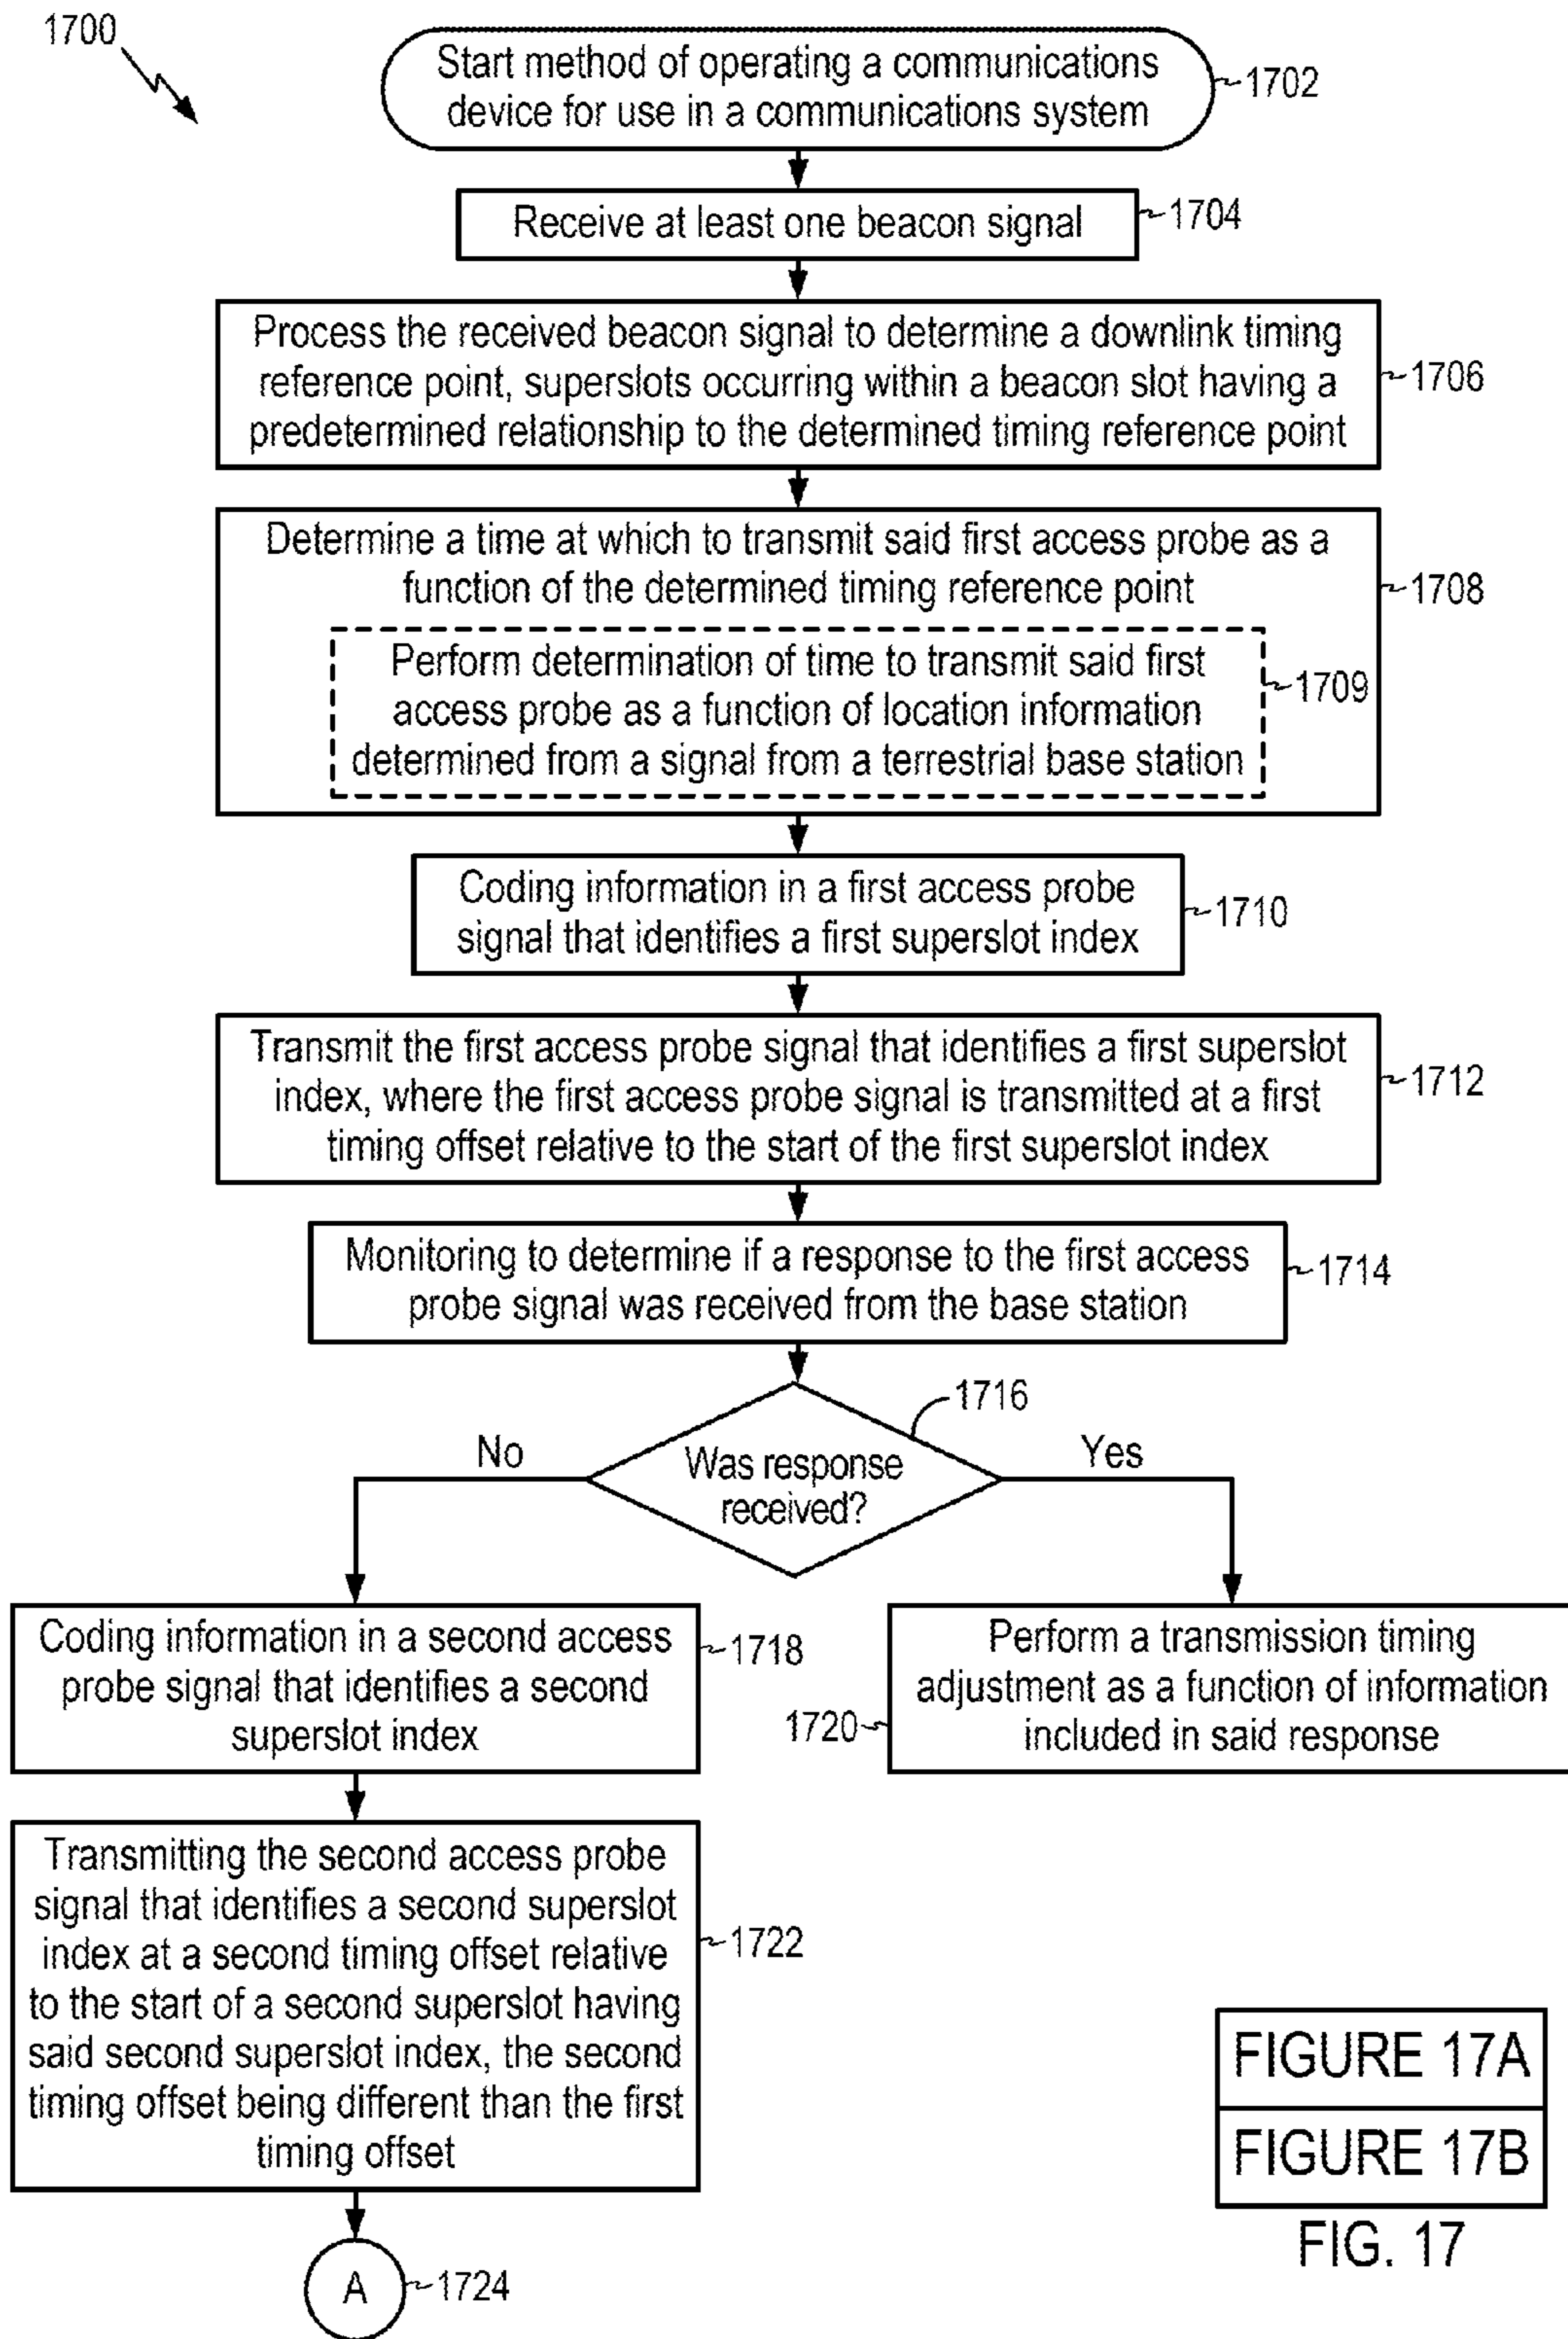 1700
Start method of operating a communications
device for use in a communications system
1702
Receive at least one beacon signal
1704
Process the received beacon signal to determine a downlink timing
reference point, superslots occurring within a beacon slot having a
predetermined relationship to the determined timing reference point
1706
Determine a time at which to transmit said first access probe as a
function of the determined timing reference point
1708
Perform determination of time to transmit said first
access probe as a function of location information
determined from a signal from a terrestrial base station
1709
Coding information in a first access probe
signal that identifies a first superslot index
1710
Transmit the first access probe signal that identifies a first superslot
index, where the first access probe signal is transmitted at a first
timing offset relative to the start of the first superslot index
1712
Monitoring to determine if a response to the first access
probe signal was received from the base station
1714
1716
No
Was response
received?
Yes
Coding information in a second access
probe signal that identifies a second
superslot index
1718
Perform a transmission timing
adjustment as a function of information
included in said response
1720
Transmitting the second access probe
signal that identifies a second superslot
index at a second timing offset relative
to the start of a second superslot having
said second superslot index, the second
timing offset being different than the first
timing offset
1722
A
1724
FIGURE 17A
FIGURE 17B
FIG. 17